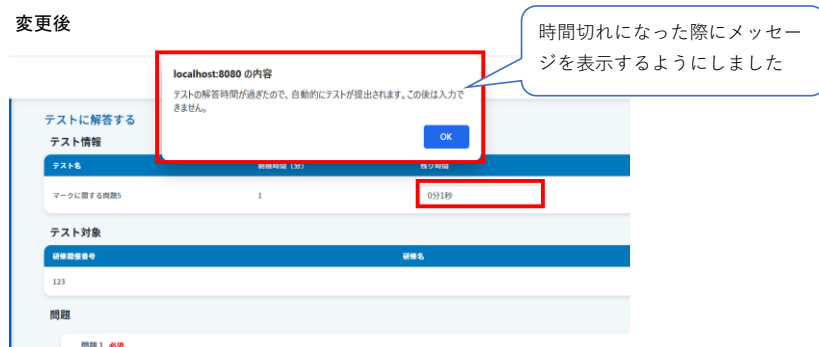 変更後
時間切れになった際にメッセー
ジを表示するようにしました
localhost:8080 の内容
テストの解答時間が過ぎたので、自動的にテストが提出されます。この後は入力で
きません。
OK
テストに解答する
テスト情報
テスト名 制限時間（分） 残り時間
マークに関する問題5 1 0分1秒
テスト対象
研修開催番号 研修名
123
問題
問題 1 必須